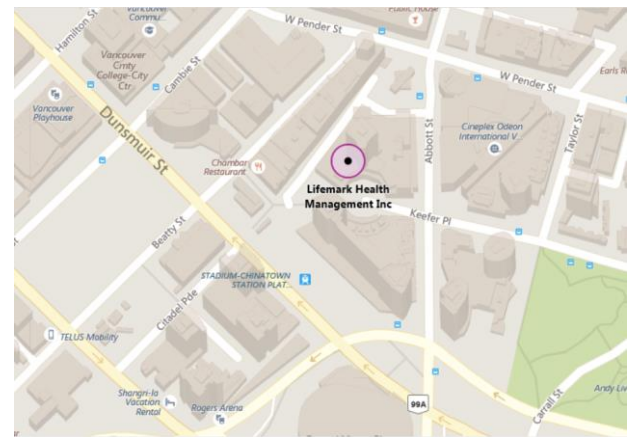 Vancouver
Commu...
Hamilton St
Public House
W Pender St
Vancouver
Cmty
College-City
Ctr
Cambie St
W Pender St
Vancouver
Playhouse
Dunsmuir St
Abbott St
Cineplex Odeon
International V...
Taylor St
Chambar
Restaurant
Lifemark Health
Management Inc
Keefer Pl
Beatty St
STADIUM-CHINATOWN
STATION PLAT...
Citadel Pde
TELUS Mobility
Shangri-la
Vacation
Rental
Rogers Arena
99A
Carrall St
Andy Liv